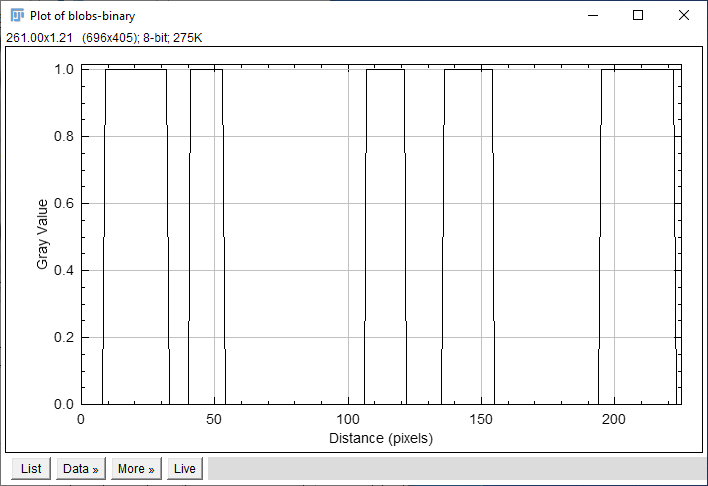 Plot of blobs-binary
261.00x1.21 (696x405); 8-bit; 275K
1.0
0.8
0.6
0.4
0.2
0.0
Gray Value
0 50 100 150 200
Distance (pixels)
List Data » More » Live